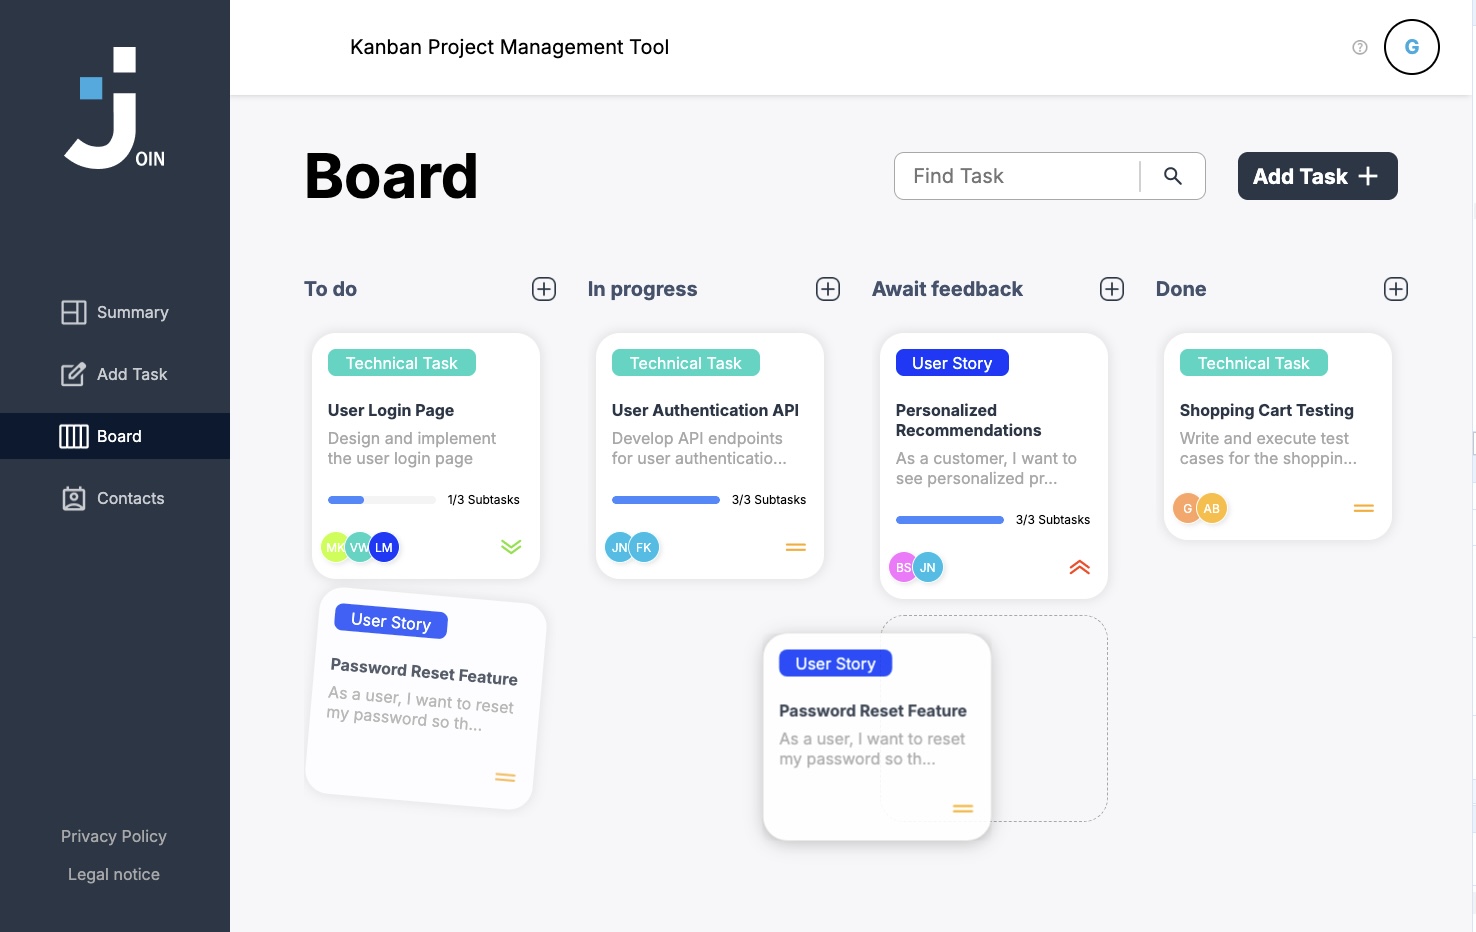 JOIN
Kanban Project Management Tool
?
G
Board
Find Task
Add Task
Summary
Add Task
Board
Contacts
Privacy Policy
Legal notice
To do
Technical Task
User Login Page
Design and implement
the user login page
1/3 Subtasks
MK VW LM
User Story
Password Reset Feature
As a user, I want to reset
my password so th...
In progress
Technical Task
User Authentication API
Develop API endpoints
for user authenticatio...
3/3 Subtasks
JN FK
User Story
Password Reset Feature
As a user, I want to reset
my password so th...
Await feedback
User Story
Personalized
Recommendations
As a customer, I want to
see personalized pr...
3/3 Subtasks
BS JN
Done
Technical Task
Shopping Cart Testing
Write and execute test
cases for the shoppin...
G AB